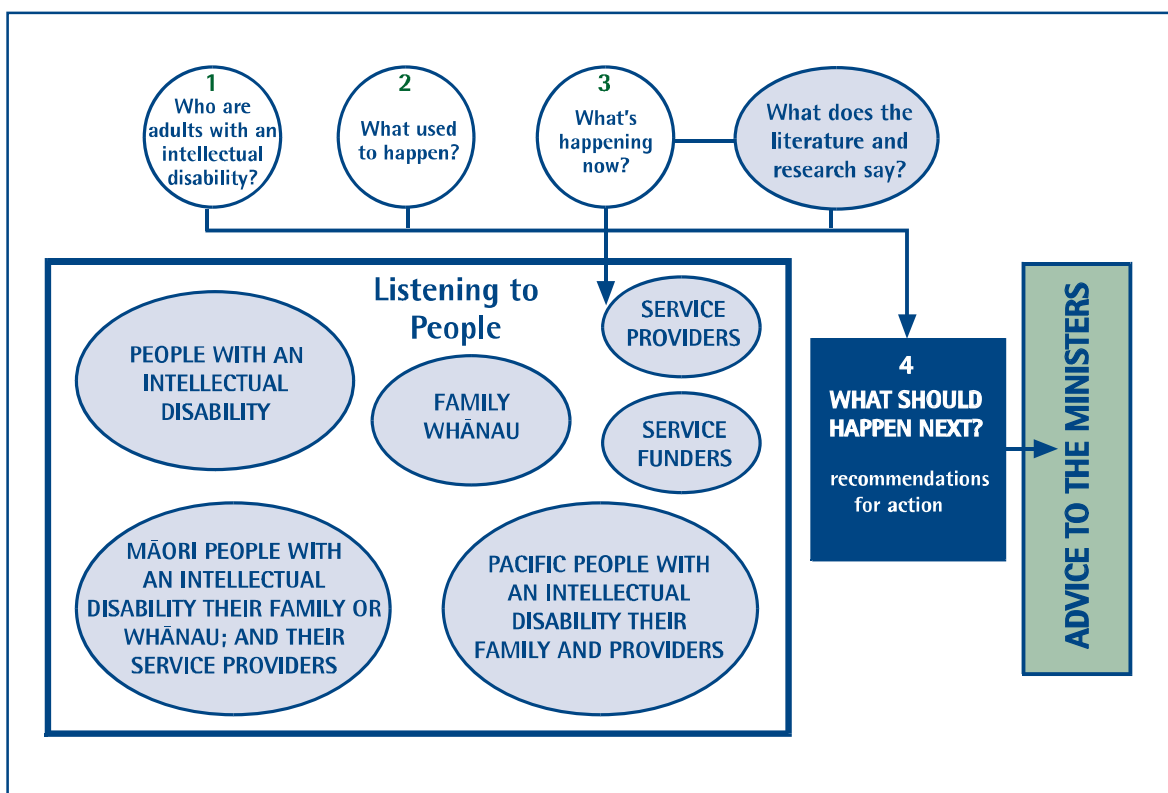 1
Who are
adults with an
intellectual
disability?
2
What used
to happen?
3
What's
happening
now?
What does the
literature and
research say?
Listening to
People
PEOPLE WITH AN
INTELLECTUAL
DISABILITY
FAMILY
WHĀNAU
SERVICE
PROVIDERS
SERVICE
FUNDERS
MĀORI PEOPLE WITH
AN INTELLECTUAL
DISABILITY THEIR FAMILY OR
WHĀNAU; AND THEIR
SERVICE PROVIDERS
PACIFIC PEOPLE WITH
AN INTELLECTUAL
DISABILITY THEIR
FAMILY AND PROVIDERS
4
WHAT SHOULD
HAPPEN NEXT?
recommendations
for action
ADVICE TO THE MINISTERS